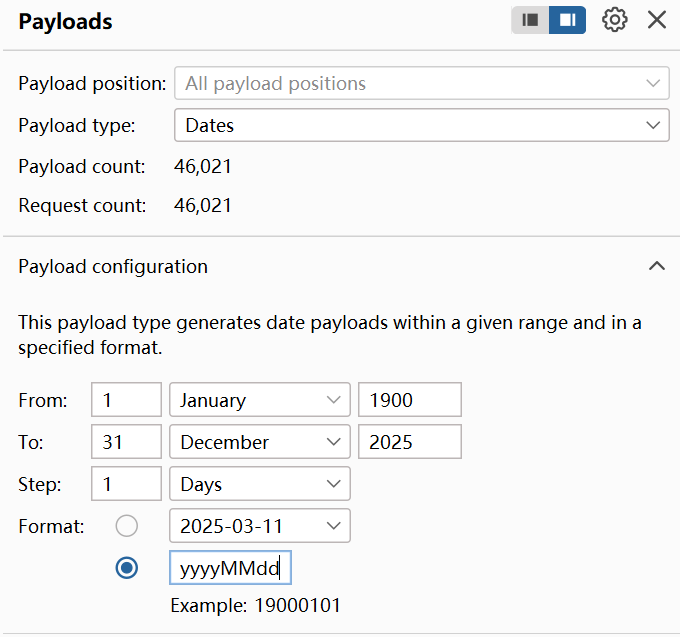 Payloads
Payload position: All payload positions
Payload type: Dates
Payload count: 46,021
Request count: 46,021
Payload configuration
This payload type generates date payloads within a given range and in a
specified format.
From: 1 January 1900
To: 31 December 2025
Step: 1 Days
Format: 2025-03-11
yyyyMMdd
Example: 19000101